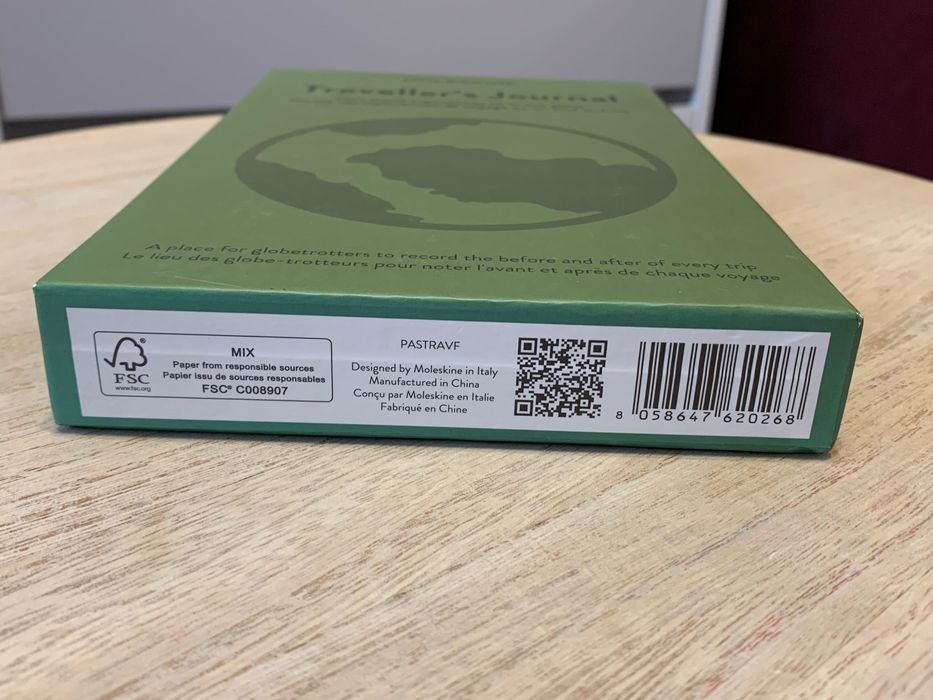 Traveller's Journal
A place for globetrotters to record the before and after of every trip
Le lieu des globe-trotteurs pour noter l'avant et après de chaque voyage
FSC®
www.fsc.org
MIX
Paper from responsible sources
Papier issu de sources responsables
FSC® C008907
PASTRAVF
Designed by Moleskine in Italy
Manufactured in China
Conçu par Moleskine en Italie
Fabriqué en Chine
8 058647 620268